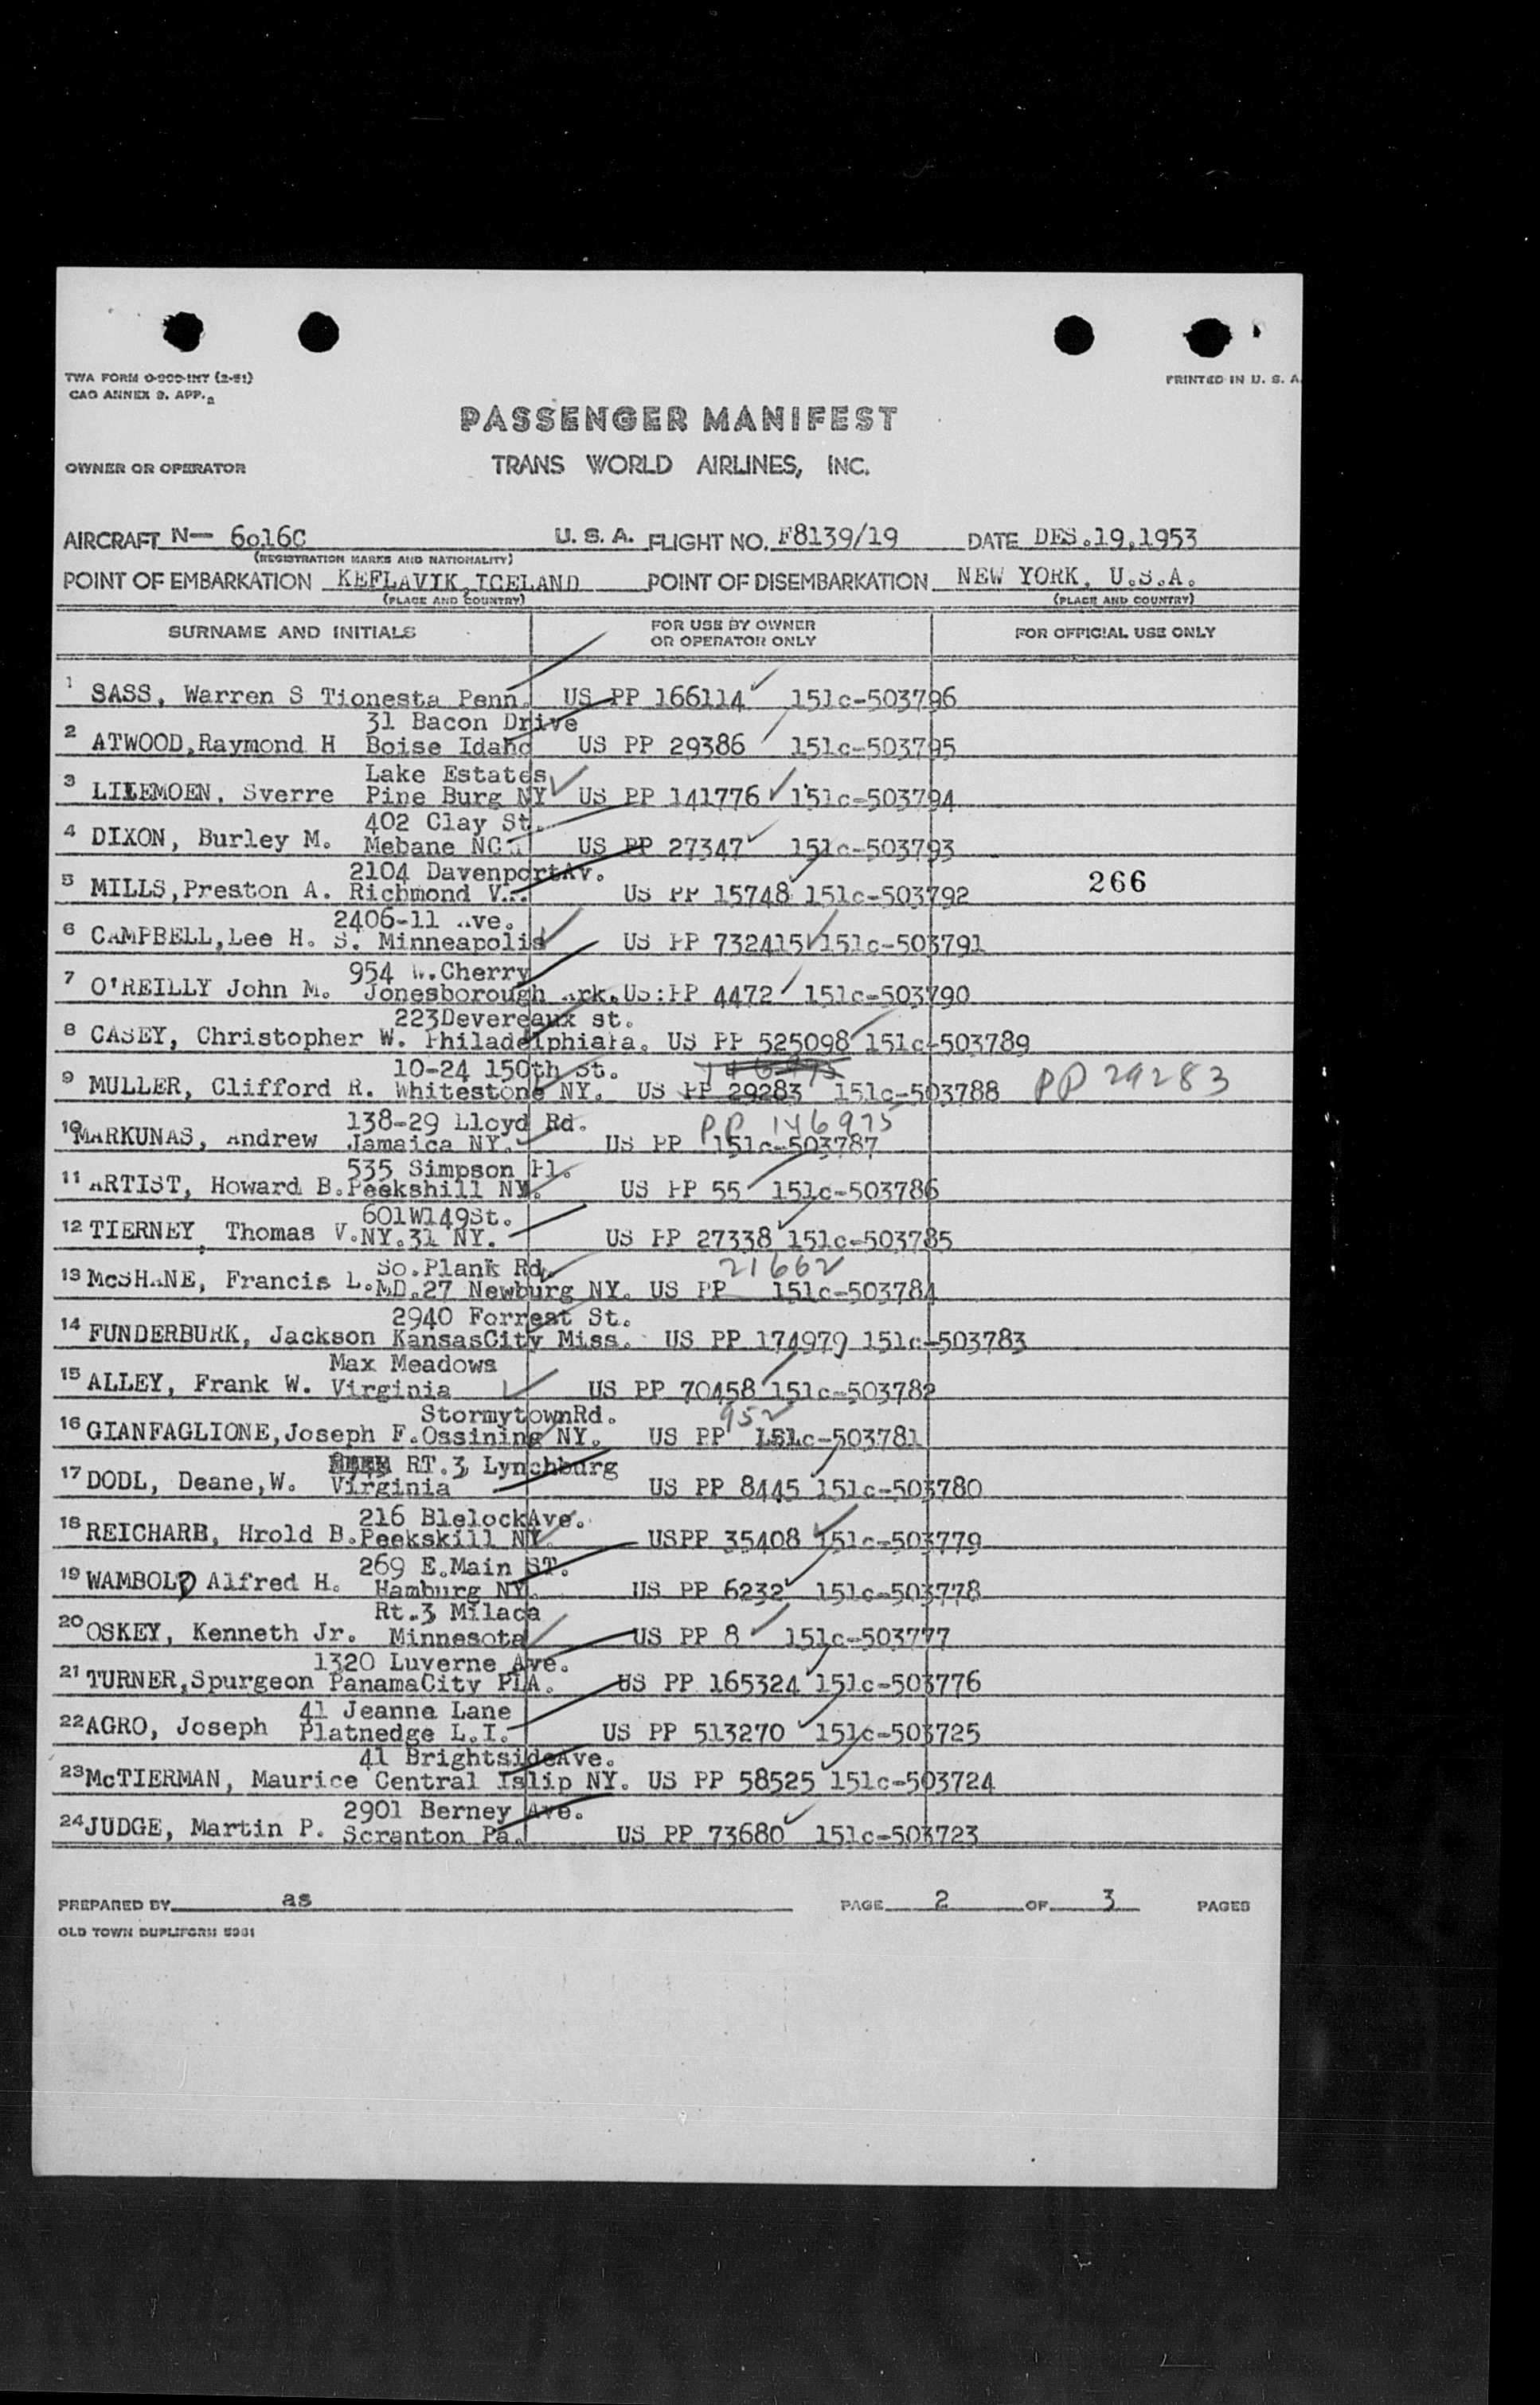 TWA FORM O-900-INT (2-51)
CAO ANNEX 9. APP. 2
PRINTED IN U. S. A.
PASSENGER MANIFEST
OWNER OR OPERATOR
TRANS WORLD AIRLINES, INC.
AIRCRAFT N— 6o16C U. S. A. FLIGHT NO. F8139/19 DATE DES.19,1953
(REGISTRATION MARKS AND NATIONALITY)
POINT OF EMBARKATION KEFLAVIK,ICELAND POINT OF DISEMBARKATION NEW YORK, U.S.A.
(PLACE AND COUNTRY) (PLACE AND COUNTRY)
SURNAME AND INITIALS FOR USE BY OWNER OR OPERATOR ONLY FOR OFFICIAL USE ONLY
1 SASS, Warren S Tionesta Penn. US PP 166114 151c-503796
31 Bacon Drive
2 ATWOOD,Raymond H Boise Idaho US PP 29386 151c-503795
Lake Estates
3 LILLEMOEN, Sverre Pine Burg NY US PP 141776 151c-503794
402 Clay St.
4 DIXON, Burley M. Mebane NC US PP 27347 151c-503793
2104 DavenportAv.
5 MILLS,Preston A. Richmond V.. US PP 15748 151c-503792 266
2406-11 Ave.
6 CAMPBELL,Lee H. S. Minneapolis US PP 732415 151c-503791
954 W.Cherry
7 O'REILLY John M. Jonesborough Ark.US:PP 4472 151c-503790
223Devereaux st.
8 CASEY, Christopher W. PhiladelphiaPa. US PP 525098 151c-503789
10-24 150th St. 146975
9 MULLER, Clifford R. Whitestone NY. US PP 29283 151c-503788 PP 29283
138-29 Lloyd Rd. PP 146975
10 MARKUNAS, Andrew Jamaica NY. US PP 151c-503787
535 Simpson Pl.
11 ARTIST, Howard B.Peekshill NY. US PP 55 151c-503786
601W149St.
12 TIERNEY, Thomas V.NY.31 NY. US PP 27338 151c-503785
So.Plank Rd. 21662
13 McSHANE, Francis L.MD.27 Newburg NY. US PP 151c-503784
2940 Forrest St.
14 FUNDERBURK, Jackson KansasCity Miss. US PP 174979 151c-503783
Max Meadows
15 ALLEY, Frank W. Virginia US PP 70458 151c-503782
StormytownRd. 952
16 GIANFAGLIONE,Joseph F.Ossining NY. US PP 151c-503781
RT.3 Lynchburg
17 DODL, Deane,W. Virginia US PP 8445 151c-503780
216 BlelockAve.
18 REICHARB, Hrold B.Peekskill NY. USPP 35408 151c-503779
269 E.Main ST.
19 WAMBOLD Alfred H. Hamburg NY. US PP 6232 151c-503778
Rt.3 Milaca
20 OSKEY, Kenneth Jr. Minnesota US PP 8 151c-503777
1320 Luverne Ave.
21 TURNER,Spurgeon PanamaCity FLA. US PP 165324 151c-503776
41 Jeanne Lane
22 AGRO, Joseph Platnedge L.I. US PP 513270 151c-503725
41 BrightsideAve.
23 McTIERMAN, Maurice Central Islip NY. US PP 58525 151c-503724
2901 Berney Ave.
24 JUDGE, Martin P. Scranton Pa. US PP 73680 151c-503723
PREPARED BY as PAGE 2 OF 3 PAGES
OLD TOWN DUPLIFORM 5981